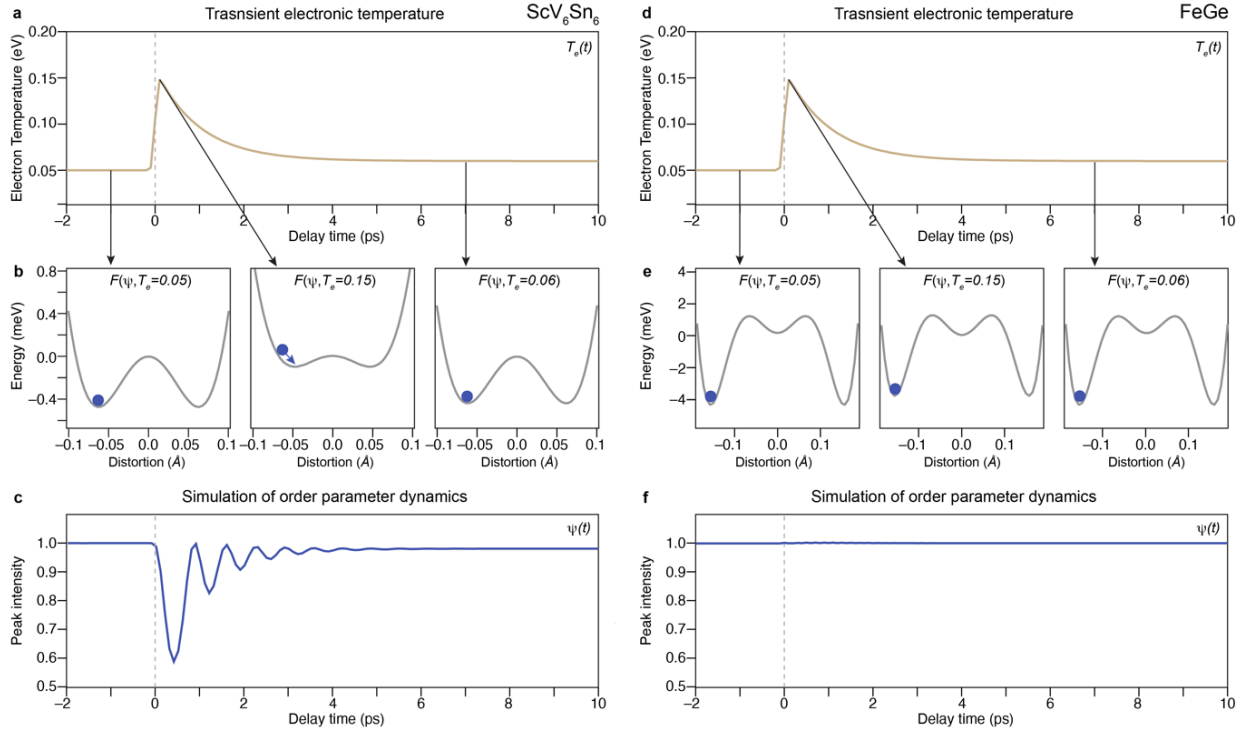 a Trasnsient electronic temperature ScV₆Sn₆
Tₑ(t)
Electron Temperature (eV)
0.20
0.15
0.10
0.05
−2 0 2 4 6 8 10
Delay time (ps)
b
F(ψ,Tₑ=0.05) F(ψ,Tₑ=0.15) F(ψ,Tₑ=0.06)
Energy (meV)
0.8
0.4
0.0
−0.4
−0.1 −0.05 0.0 0.05 0.1 −0.1 −0.05 0.0 0.05 0.1 −0.1 −0.05 0.0 0.05 0.1
Distortion (Å) Distortion (Å) Distortion (Å)
c Simulation of order parameter dynamics
ψ(t)
Peak intensity
1.0
0.9
0.8
0.7
0.6
0.5
−2 0 2 4 6 8 10
Delay time (ps)
d Trasnsient electronic temperature FeGe
Tₑ(t)
Electron Temperature (eV)
0.20
0.15
0.10
0.05
−2 0 2 4 6 8 10
Delay time (ps)
e
F(ψ,Tₑ=0.05) F(ψ,Tₑ=0.15) F(ψ,Tₑ=0.06)
Energy (meV)
4
2
0
−2
−4
−0.1 0.0 0.1 −0.1 0.0 0.1 −0.1 0.0 0.1
Distortion (Å) Distortion (Å) Distortion (Å)
f Simulation of order parameter dynamics
ψ(t)
Peak intensity
1.0
0.9
0.8
0.7
0.6
0.5
−2 0 2 4 6 8 10
Delay time (ps)